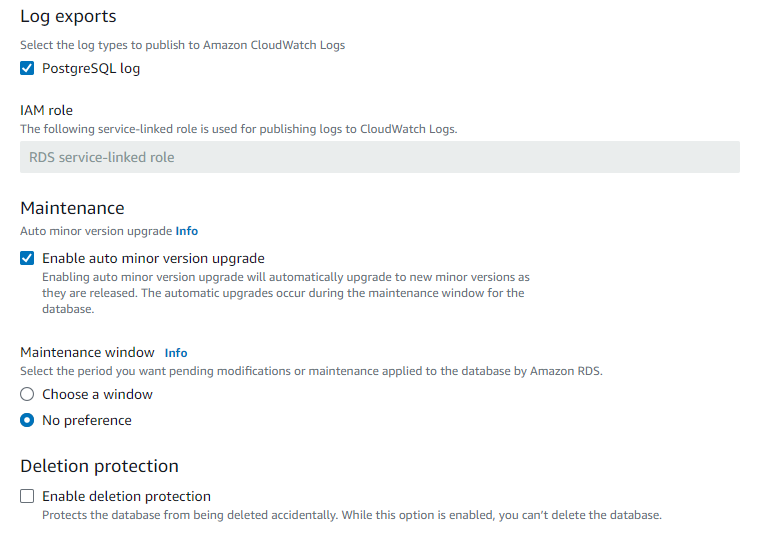 Log exports
Select the log types to publish to Amazon CloudWatch Logs
PostgreSQL log
IAM role
The following service-linked role is used for publishing logs to CloudWatch Logs.
RDS service-linked role
Maintenance
Auto minor version upgrade Info
Enable auto minor version upgrade
Enabling auto minor version upgrade will automatically upgrade to new minor versions as
they are released. The automatic upgrades occur during the maintenance window for the
database.
Maintenance window Info
Select the period you want pending modifications or maintenance applied to the database by Amazon RDS.
Choose a window
No preference
Deletion protection
Enable deletion protection
Protects the database from being deleted accidentally. While this option is enabled, you can’t delete the database.